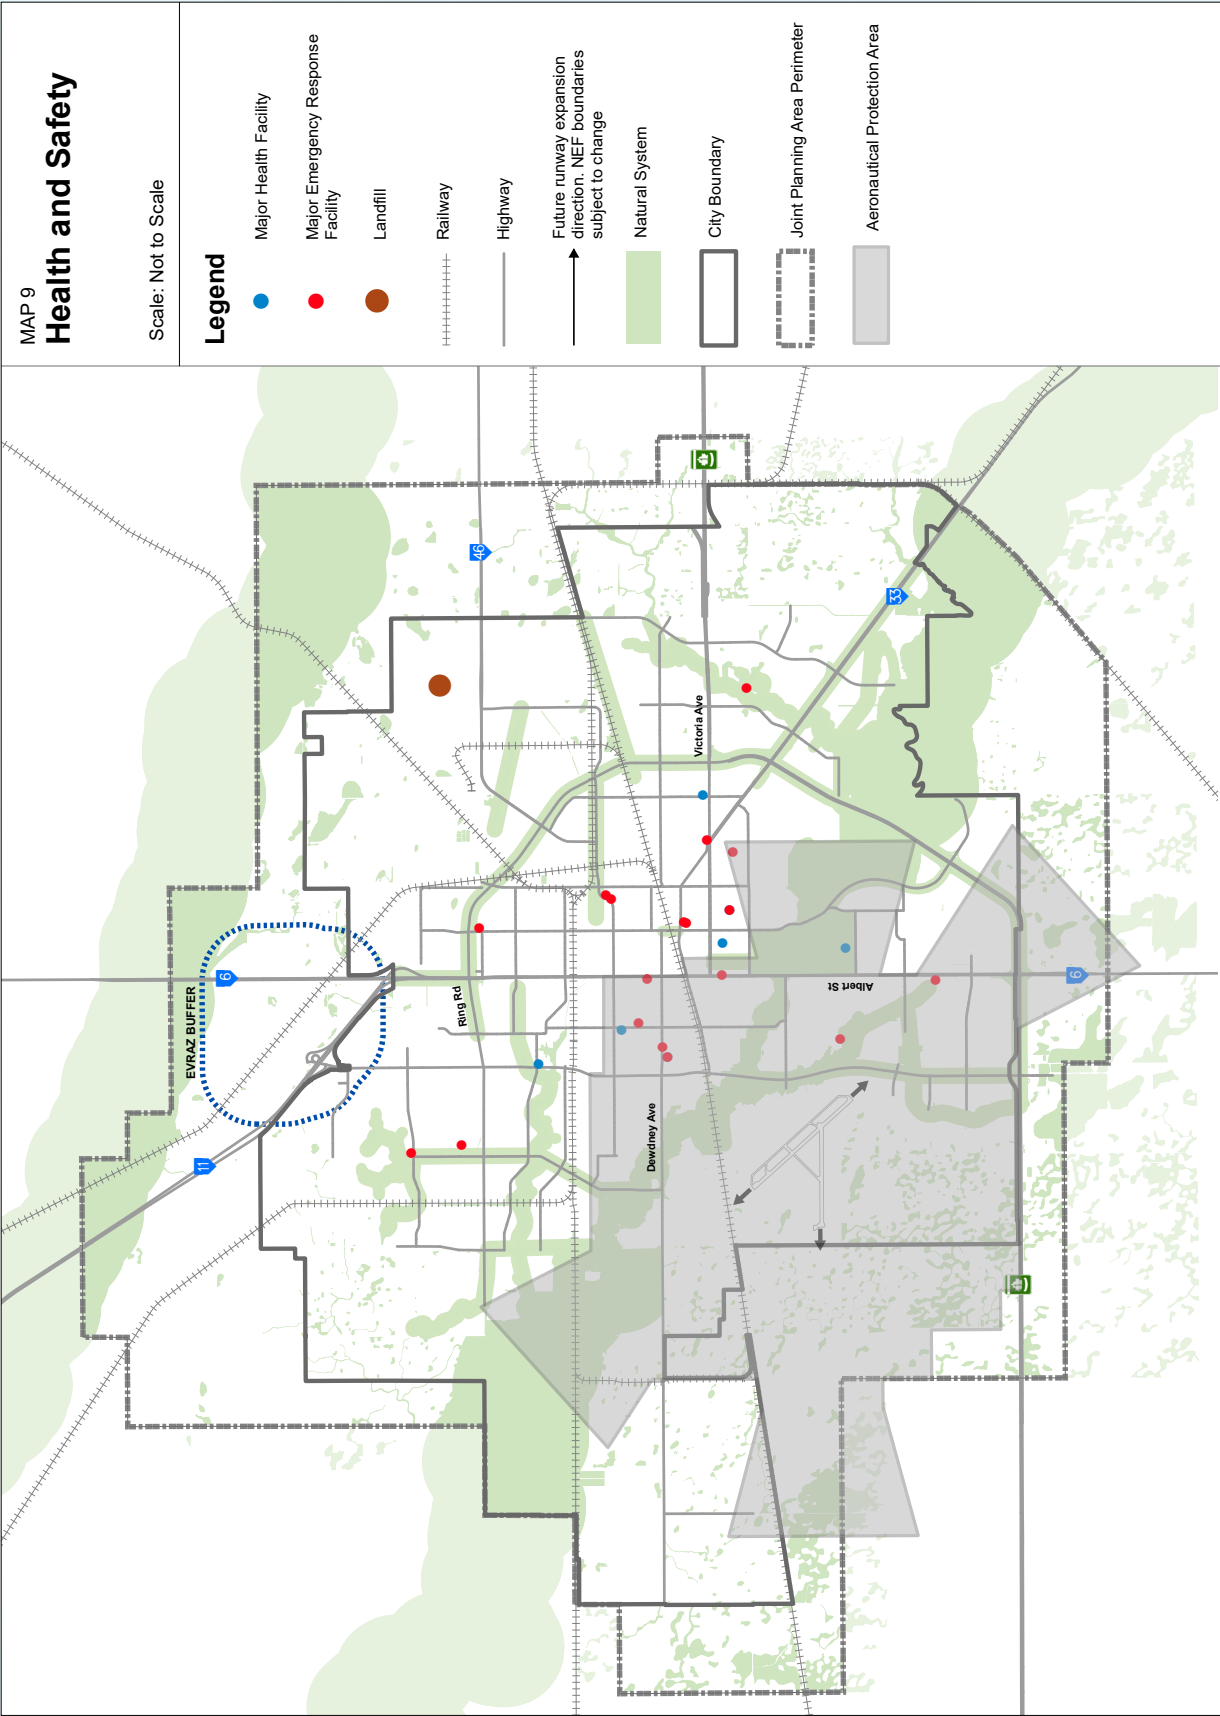 MAP 9
Health and Safety
Scale: Not to Scale
Legend
Major Health Facility
Major Emergency Response
Facility
Landfill
Railway
Highway
Future runway expansion
direction. NEF boundaries
subject to change
Natural System
City Boundary
Joint Planning Area Perimeter
Aeronautical Protection Area
EVRAZ BUFFER
6
11
46
33
6
Ring Rd
Victoria Ave
Albert St
Dewdney Ave